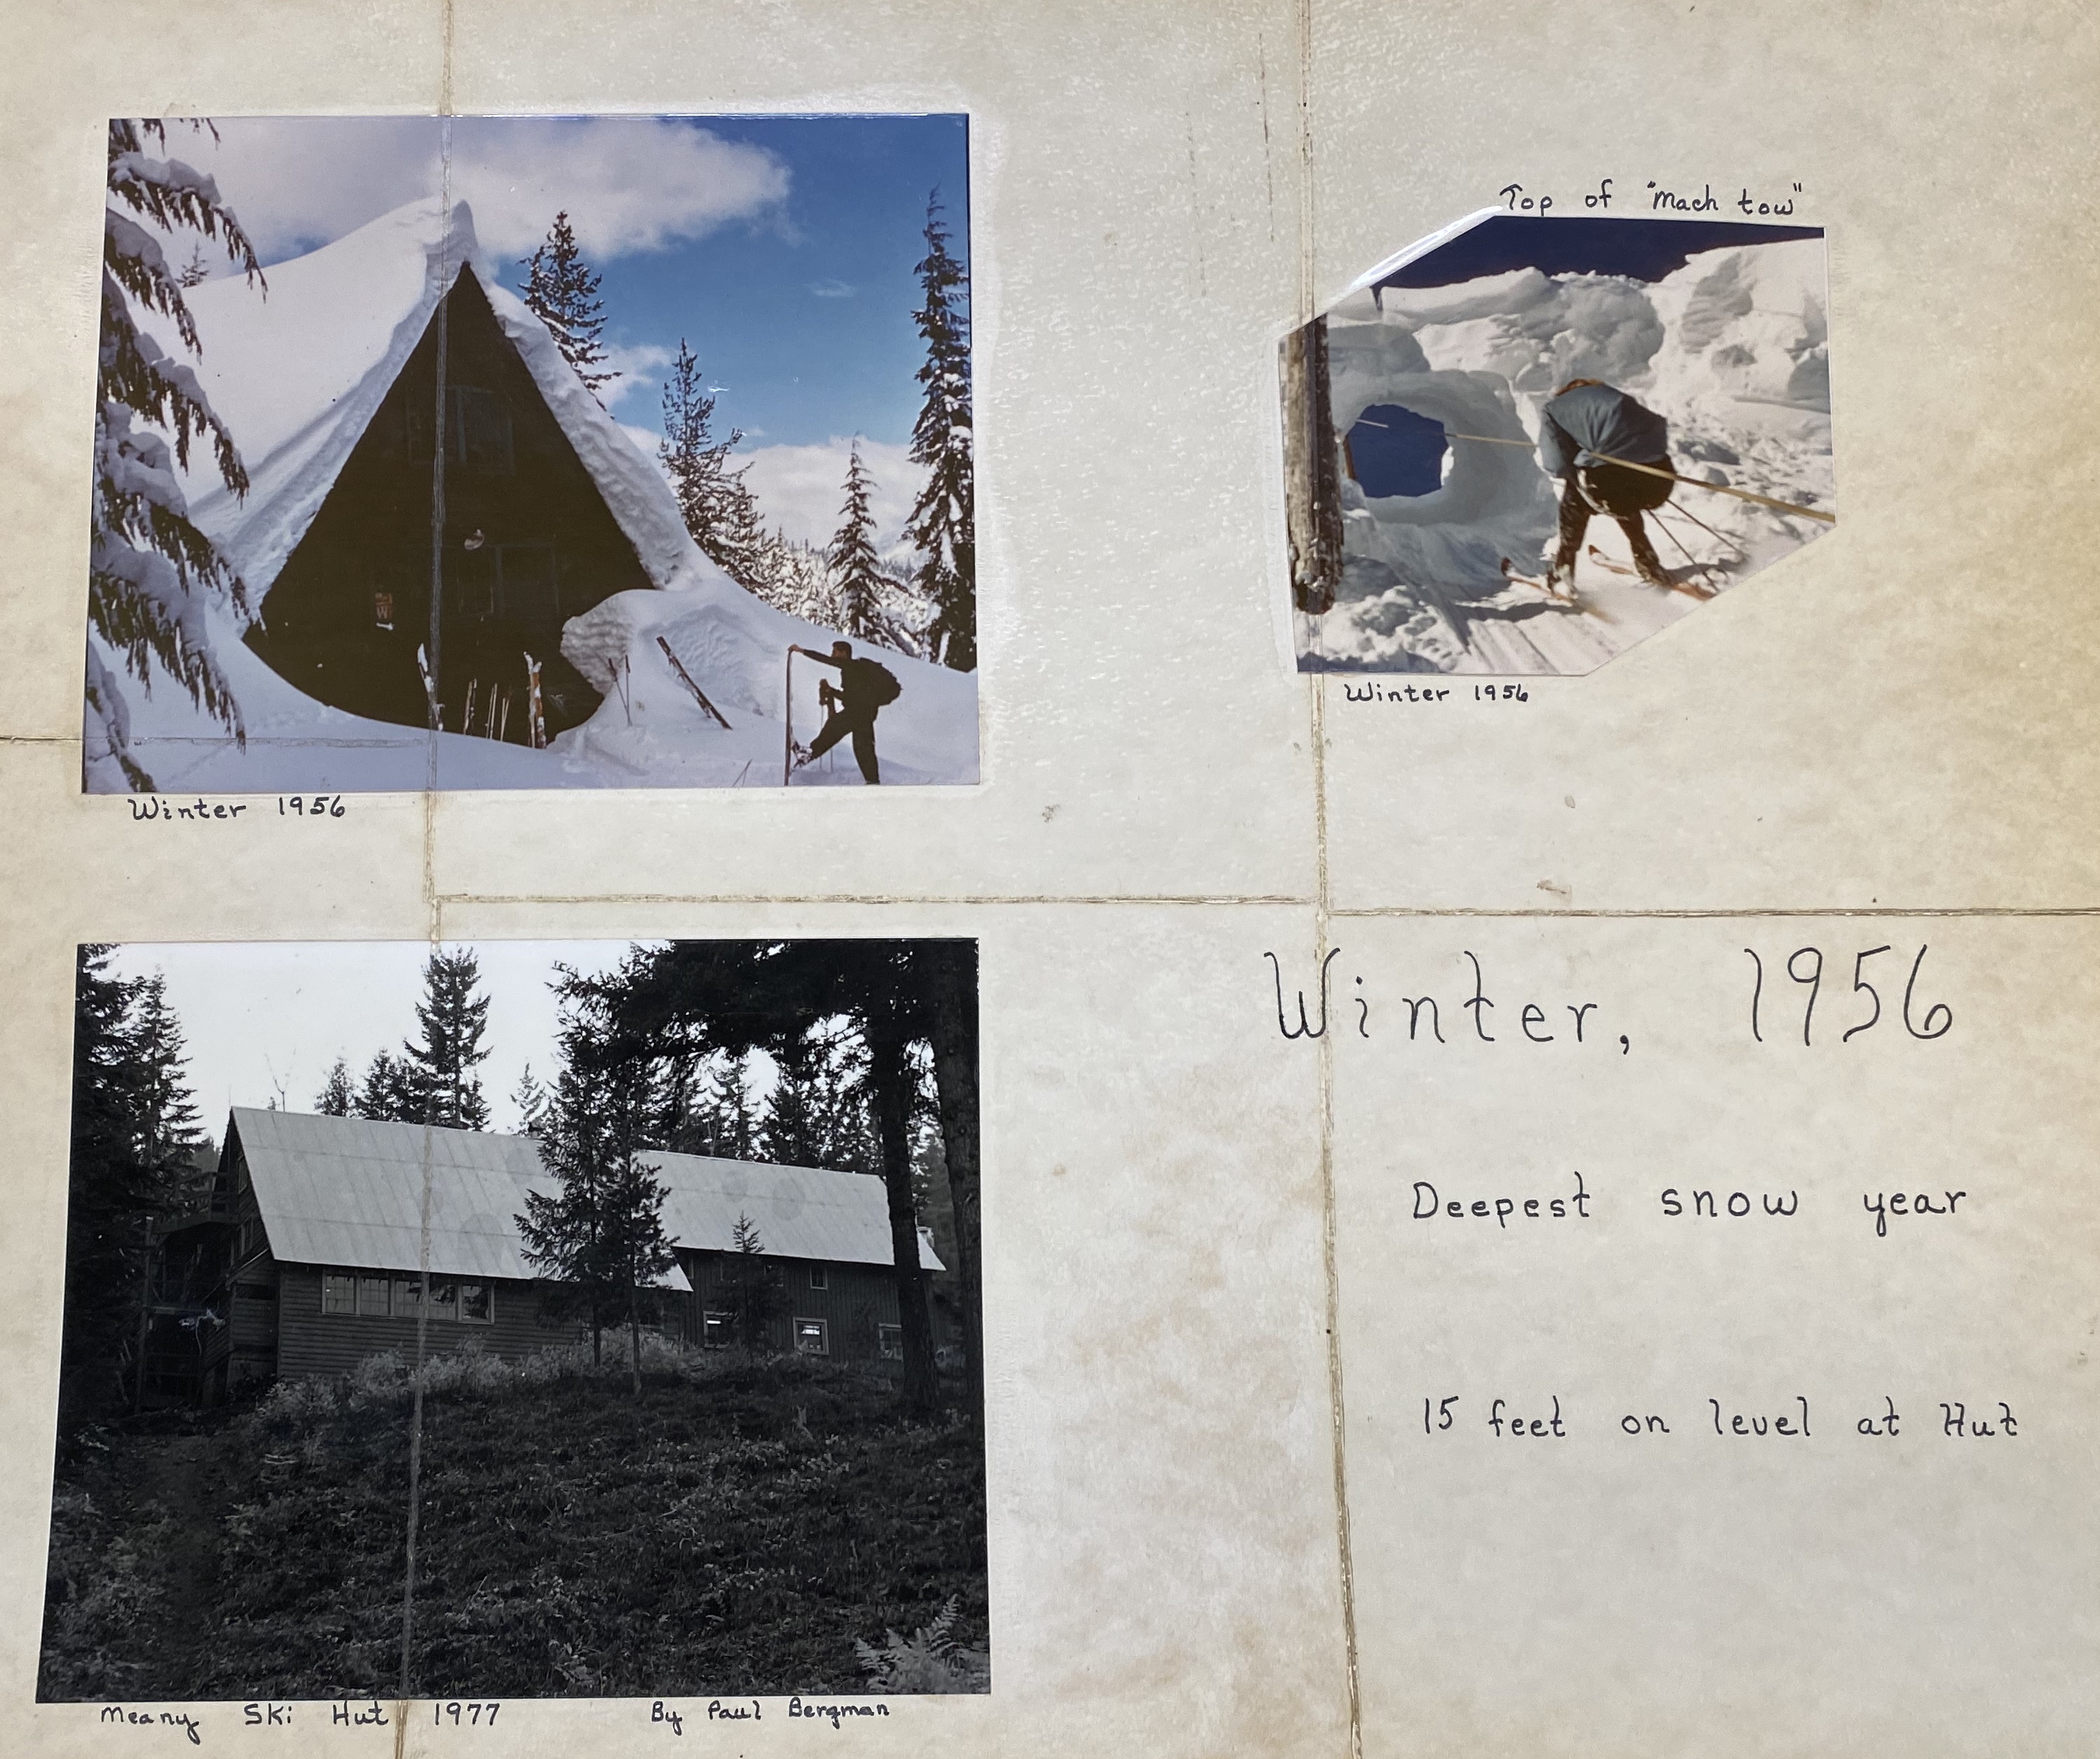 Top of "Mach tow"
Winter 1956
Winter 1956
Winter, 1956
Deepest snow year
15 feet on level at Hut
Meany Ski Hut 1977 By Paul Bergman